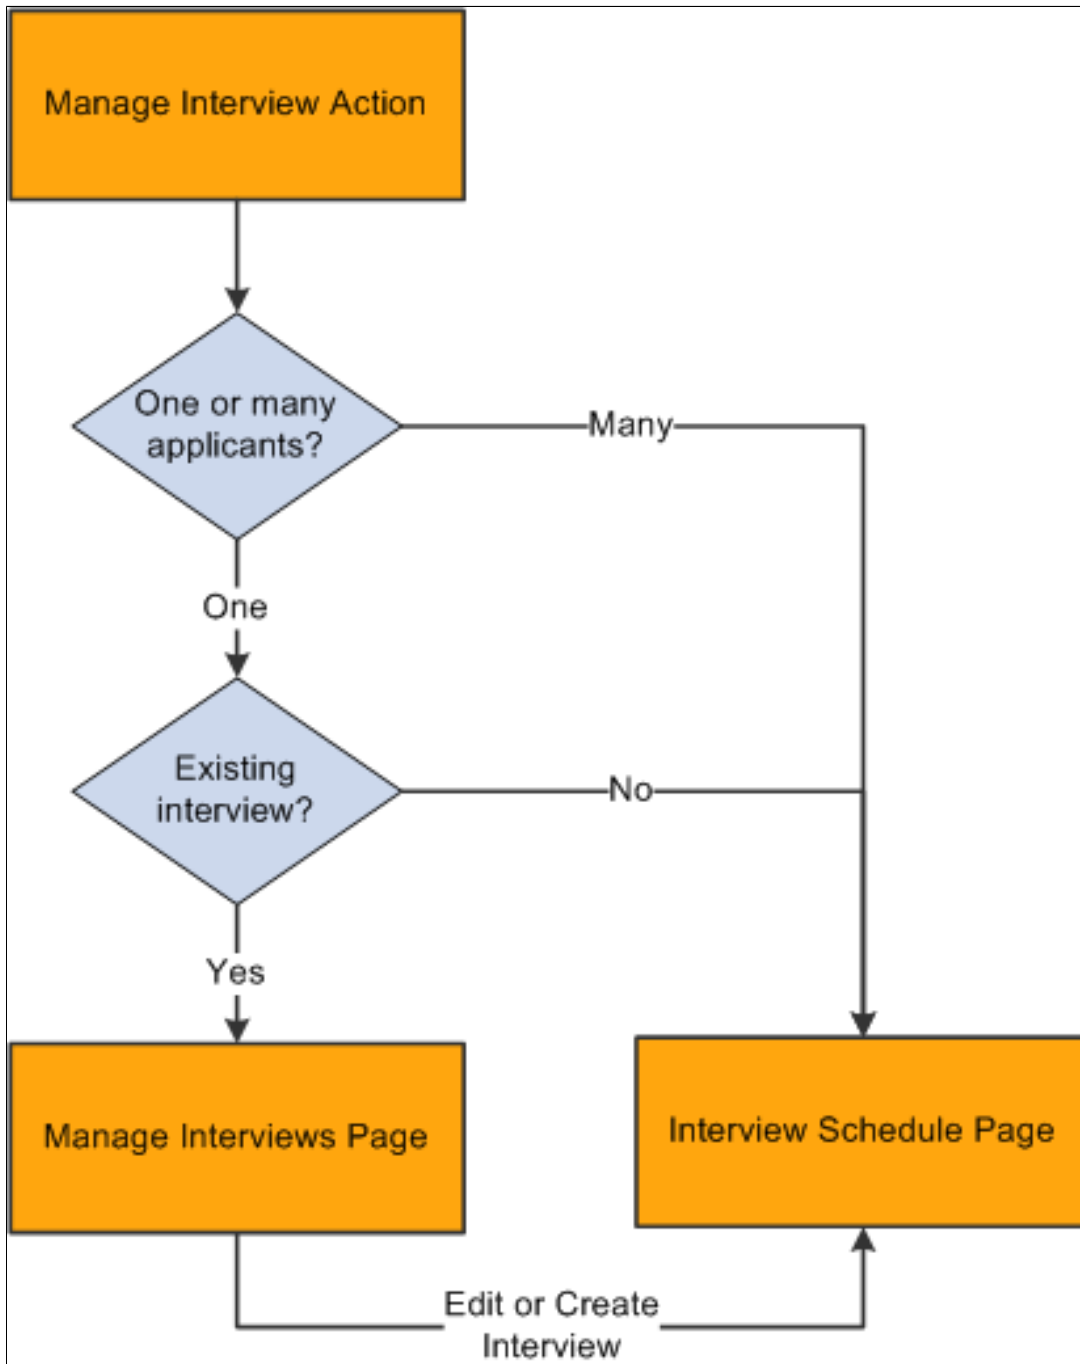 Manage Interview Action
One or many
applicants?
Many
One
Existing
interview?
No
Yes
Manage Interviews Page
Interview Schedule Page
Edit or Create
Interview